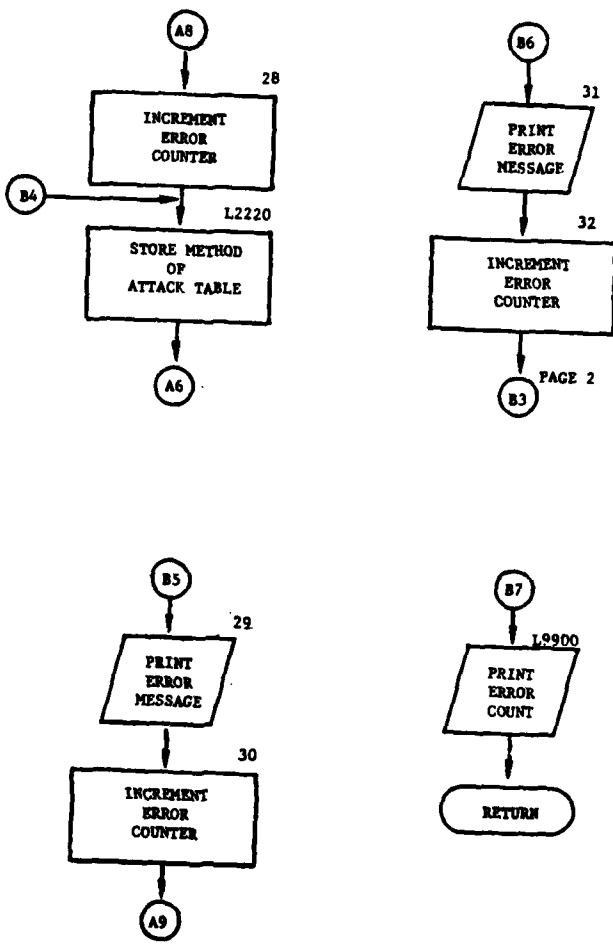 A8
28
INCREMENT
ERROR
COUNTER
B4
L2220
STORE METHOD
OF
ATTACK TABLE
A6
B6
31
PRINT
ERROR
MESSAGE
32
INCREMENT
ERROR
COUNTER
PAGE 2
B3
B5
29
PRINT
ERROR
MESSAGE
30
INCREMENT
ERROR
COUNTER
A9
B7
L9900
PRINT
ERROR
COUNT
RETURN